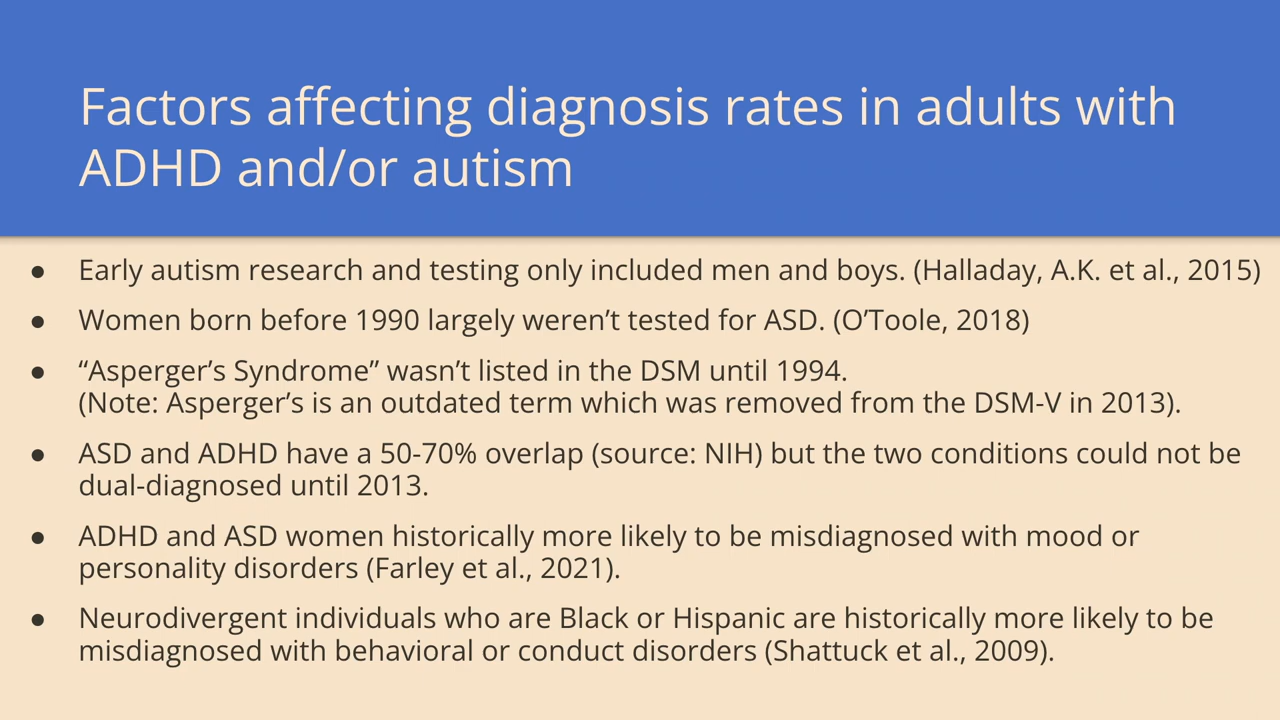 Factors affecting diagnosis rates in adults with
ADHD and/or autism
● Early autism research and testing only included men and boys. (Halladay, A.K. et al., 2015)
● Women born before 1990 largely weren’t tested for ASD. (O’Toole, 2018)
● “Asperger’s Syndrome” wasn’t listed in the DSM until 1994.
(Note: Asperger’s is an outdated term which was removed from the DSM-V in 2013).
● ASD and ADHD have a 50-70% overlap (source: NIH) but the two conditions could not be
dual-diagnosed until 2013.
● ADHD and ASD women historically more likely to be misdiagnosed with mood or
personality disorders (Farley et al., 2021).
● Neurodivergent individuals who are Black or Hispanic are historically more likely to be
misdiagnosed with behavioral or conduct disorders (Shattuck et al., 2009).